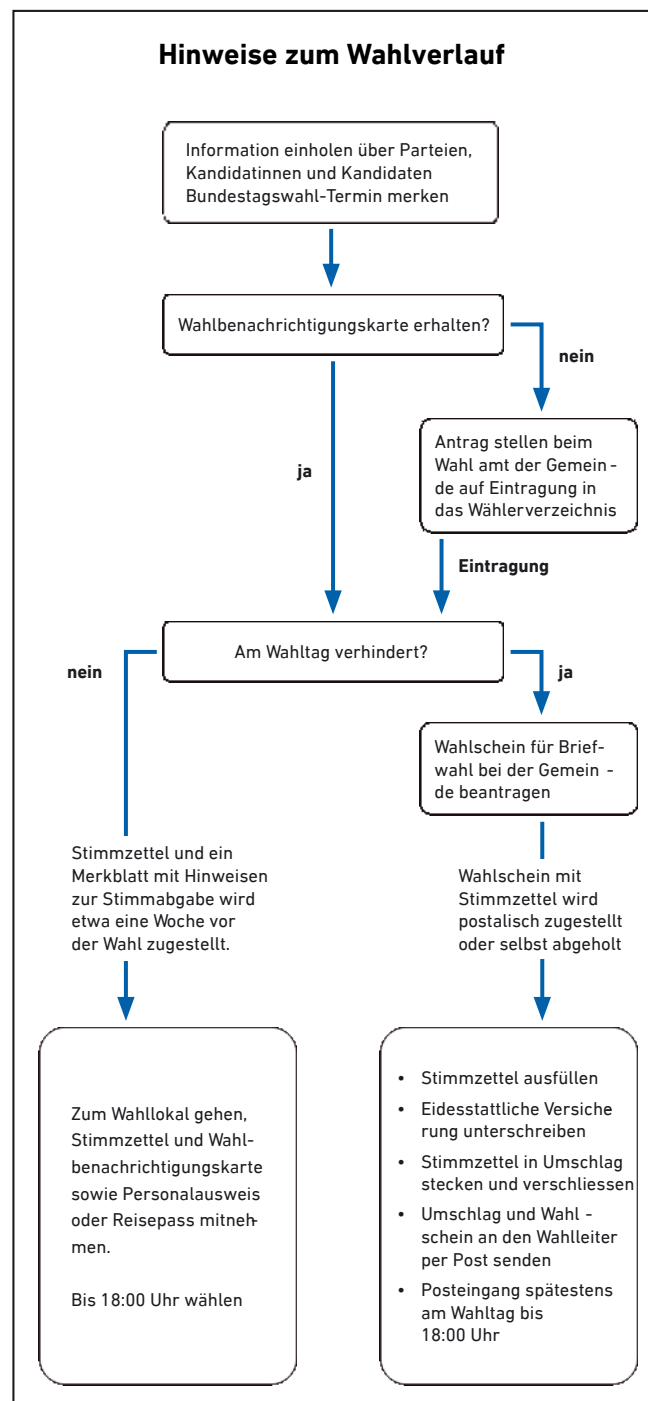 Hinweise zum Wahlverlauf
Information einholen über Parteien,
Kandidatinnen und Kandidaten
Bundestagswahl-Termin merken
Wahlbenachrichtigungskarte erhalten?
nein
ja
Antrag stellen beim
Wahl amt der Gemein -
de auf Eintragung in
das Wählerverzeichnis
Eintragung
Am Wahltag verhindert?
nein
ja
Wahlschein für Brief-
wahl bei der Gemein -
de beantragen
Stimmzettel und ein
Merkblatt mit Hinweisen
zur Stimmabgabe wird
etwa eine Woche vor
der Wahl zugestellt.
Wahlschein mit
Stimmzettel wird
postalisch zugestellt
oder selbst abgeholt
Zum Wahllokal gehen,
Stimmzettel und Wahl-
benachrichtigungskarte
sowie Personalausweis
oder Reisepass mitneh-
men.
Bis 18:00 Uhr wählen
• Stimmzettel ausfüllen
• Eidesstattliche Versiche
rung unterschreiben
• Stimmzettel in Umschlag
stecken und verschliessen
• Umschlag und Wahl -
schein an den Wahlleiter
per Post senden
• Posteingang spätestens
am Wahltag bis
18:00 Uhr